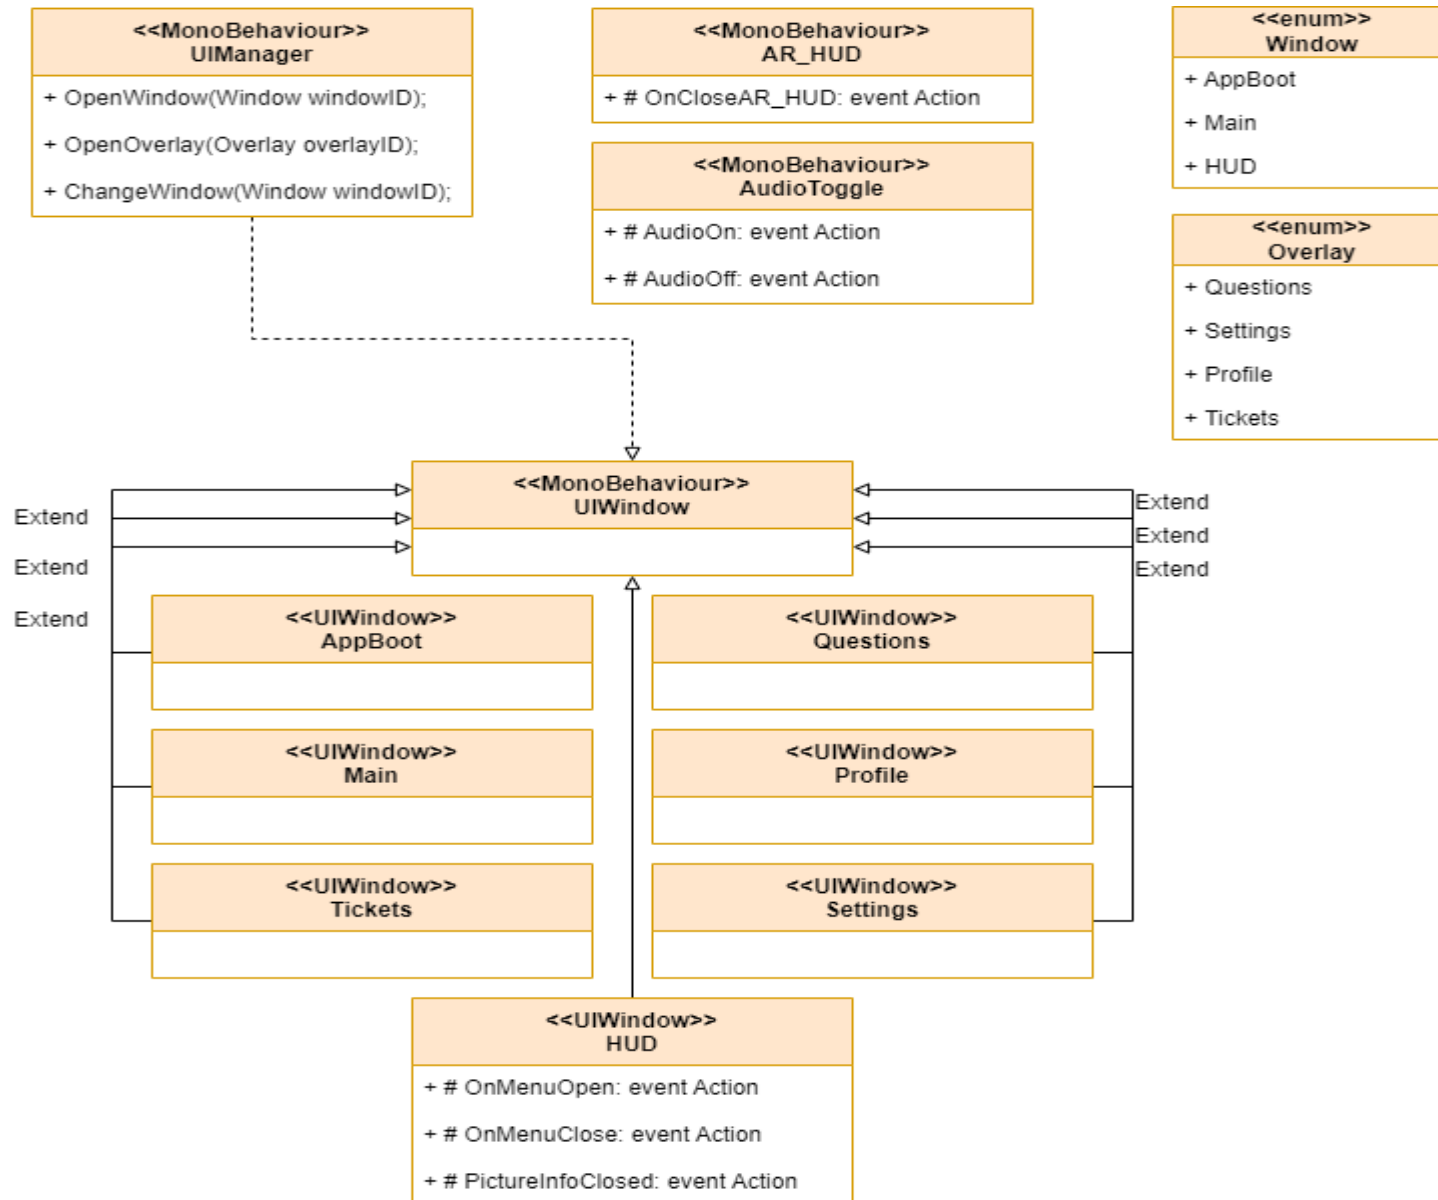 <<MonoBehaviour>>
UIManager
+ OpenWindow(Window windowID);
+ OpenOverlay(Overlay overlayID);
+ ChangeWindow(Window windowID);
<<MonoBehaviour>>
AR_HUD
+ # OnCloseAR_HUD: event Action
<<MonoBehaviour>>
AudioToggle
+ # AudioOn: event Action
+ # AudioOff: event Action
<<enum>>
Window
+ AppBoot
+ Main
+ HUD
<<enum>>
Overlay
+ Questions
+ Settings
+ Profile
+ Tickets
<<MonoBehaviour>>
UIWindow
Extend
Extend
Extend
Extend
Extend
Extend
<<UIWindow>>
AppBoot
<<UIWindow>>
Questions
<<UIWindow>>
Main
<<UIWindow>>
Profile
<<UIWindow>>
Tickets
<<UIWindow>>
Settings
<<UIWindow>>
HUD
+ # OnMenuOpen: event Action
+ # OnMenuClose: event Action
+ # PictureInfoClosed: event Action